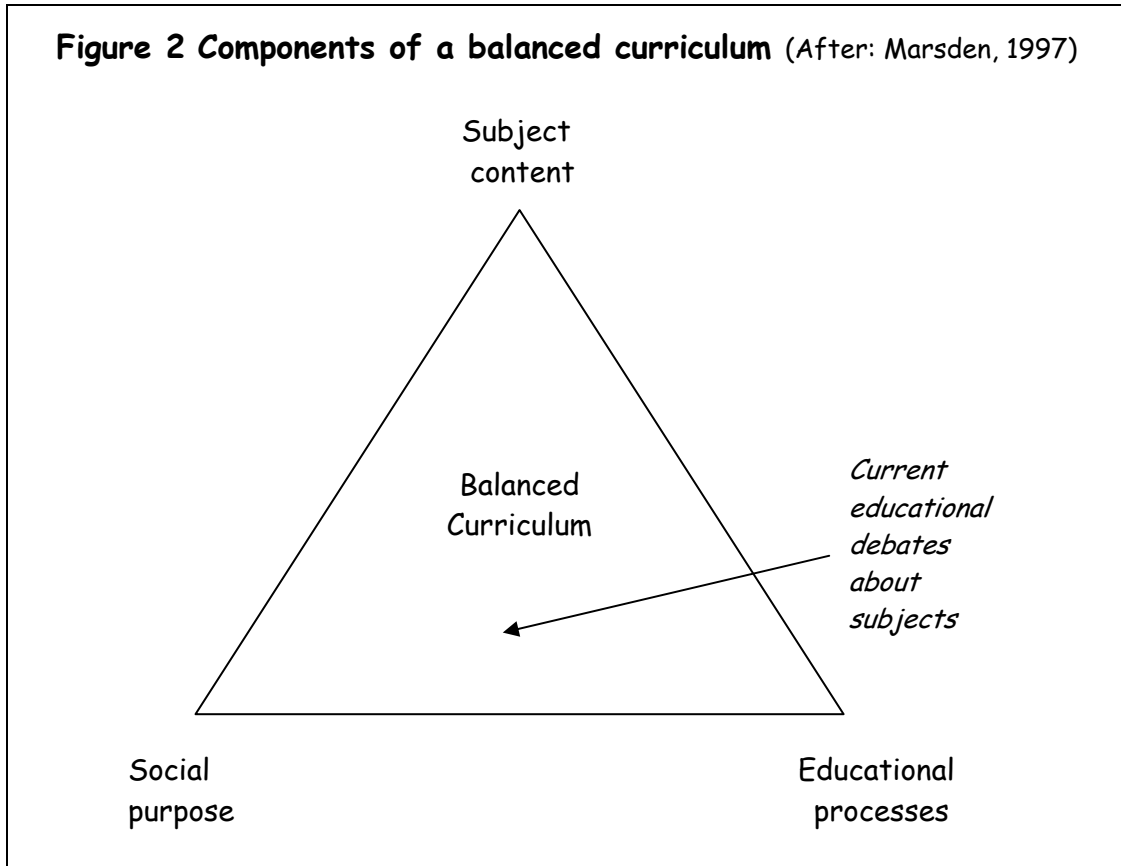 Figure 2 Components of a balanced curriculum (After: Marsden, 1997)
Subject
content
Balanced
Curriculum
Current
educational
debates
about
subjects
Social
purpose
Educational
processes